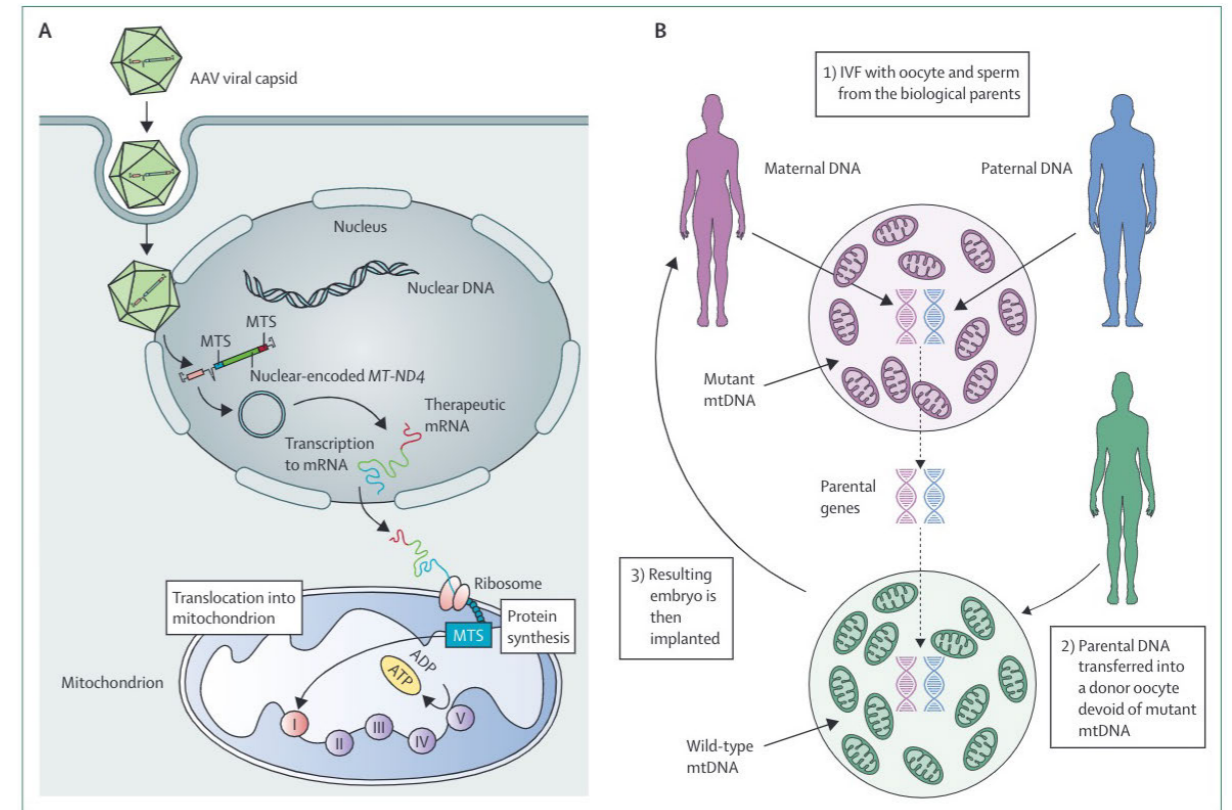 A
AAV viral capsid
Nucleus
Nuclear DNA
MTS
MTS
Nuclear-encoded MT-ND4
Therapeutic
mRNA
Transcription
to mRNA
Ribosome
Translocation into
mitochondrion
Protein
synthesis
MTS
ADP
ATP
Mitochondrion
I
II
III
IV
V
B
1) IVF with oocyte and sperm
from the biological parents
Maternal DNA
Paternal DNA
Mutant
mtDNA
Parental
genes
3) Resulting
embryo is
then
implanted
2) Parental DNA
transferred into
a donor oocyte
devoid of mutant
mtDNA
Wild-type
mtDNA